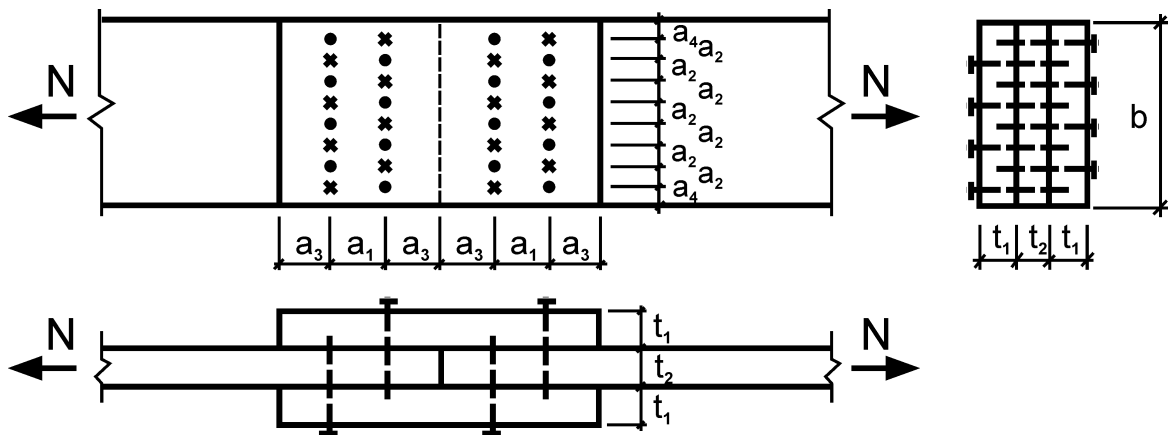 a₄
a₂
a₂
a₂
a₂
a₂
a₂
a₂
a₄
N
N
b
a₃ a₁ a₃ a₃ a₁ a₃
t₁ t₂ t₁
t₁
N
t₂
N
t₁